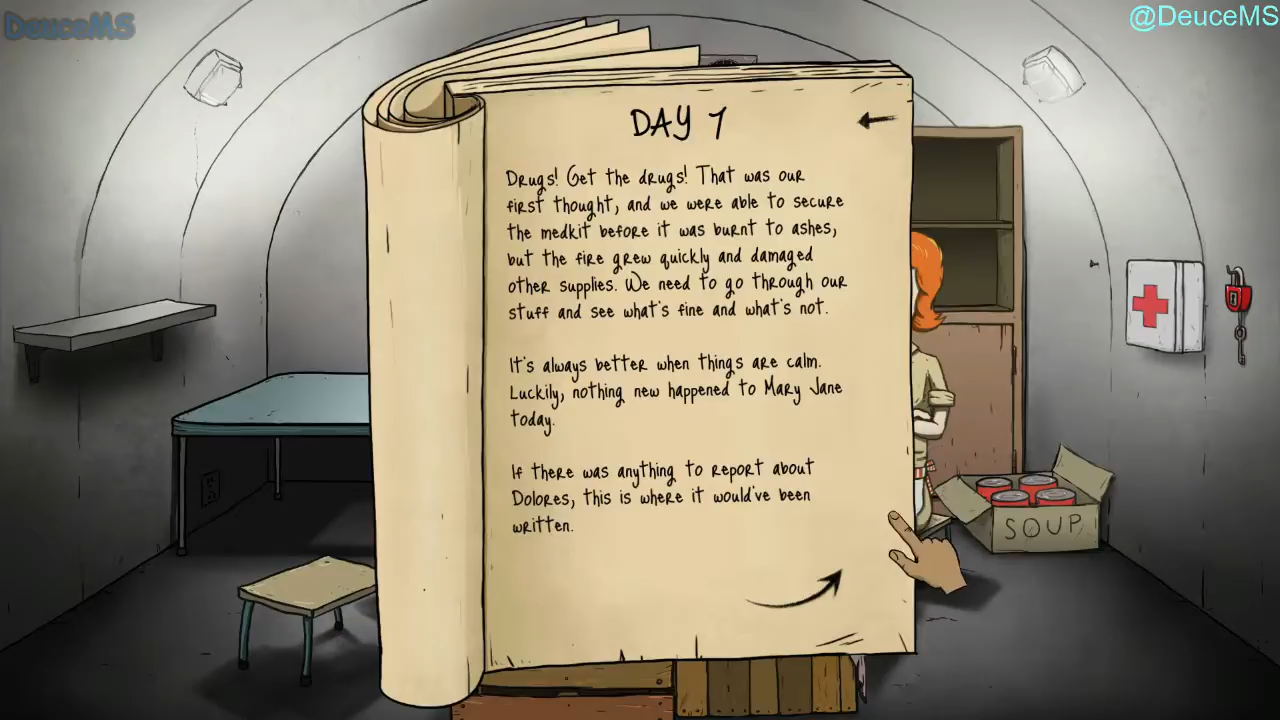 DeuceMS
@DeuceMS
DAY 7
Drugs! Get the drugs! That was our
first thought, and we were able to secure
the medkit before it was burnt to ashes,
but the fire grew quickly and damaged
other supplies. We need to go through our
stuff and see what's fine and what's not.
It's always better when things are calm.
Luckily, nothing new happened to Mary Jane
today.
If there was anything to report about
Dolores, this is where it would've been
written.
SOUP